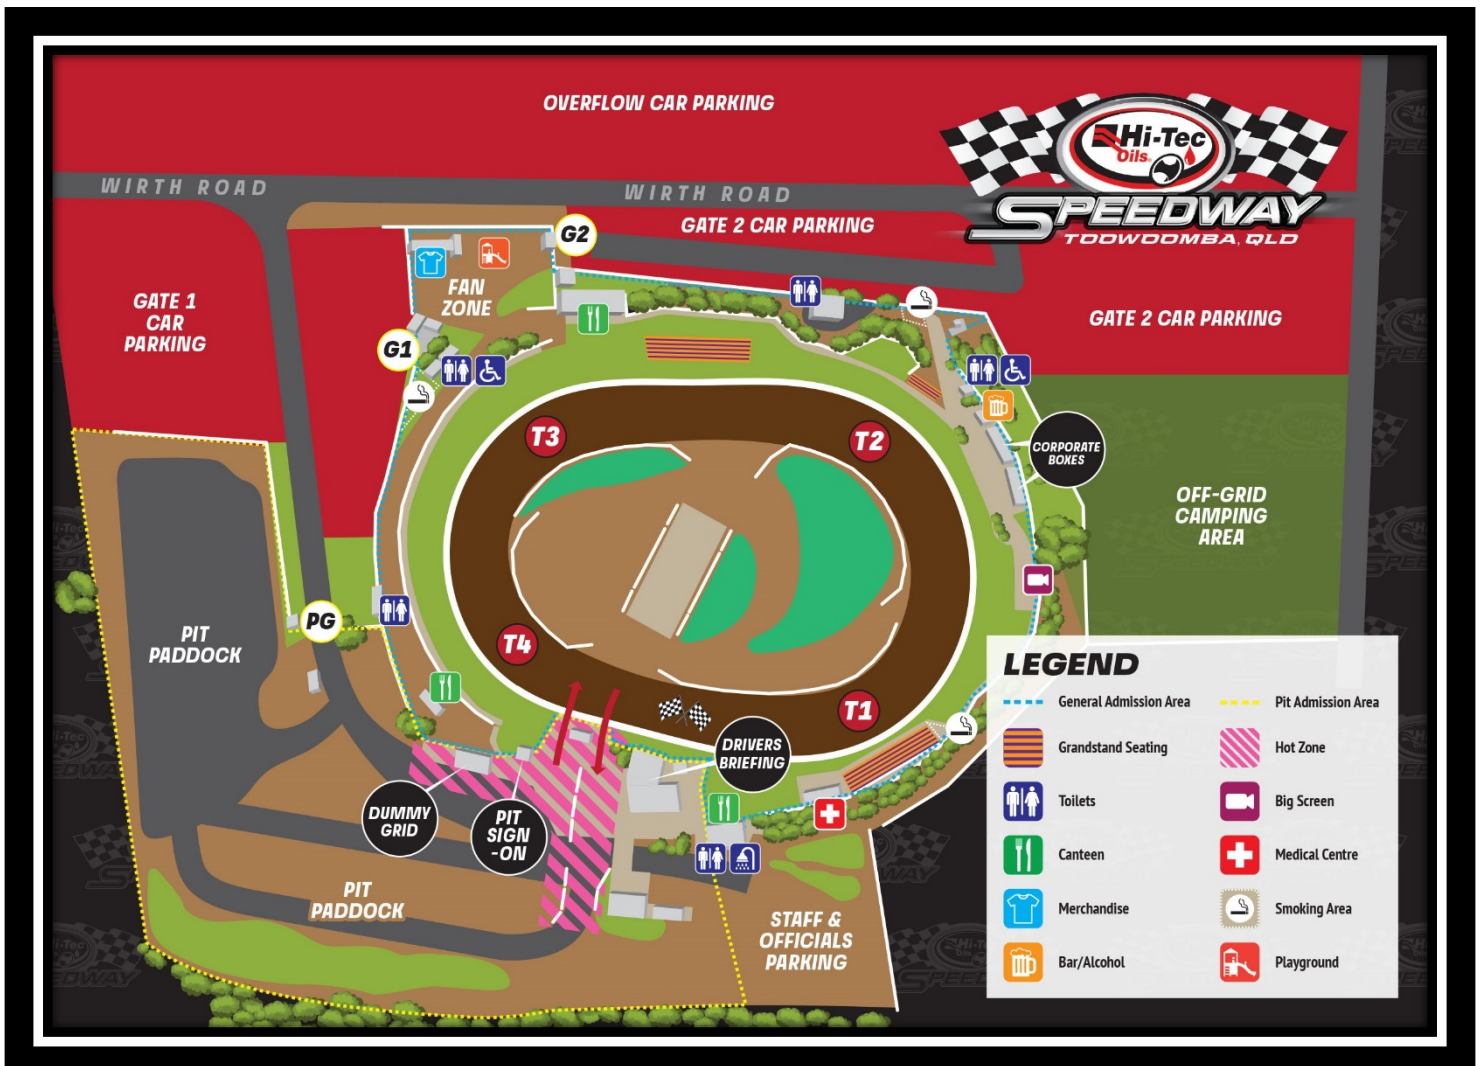 OVERFLOW CAR PARKING
Hi-Tec
Oils
SPEEDWAY
TOOWOOMBA, QLD
WIRTH ROAD
WIRTH ROAD
GATE 2 CAR PARKING
G2
FAN
ZONE
GATE 1
CAR
PARKING
GATE 2 CAR PARKING
G1
T3
T2
CORPORATE
BOXES
OFF-GRID
CAMPING
AREA
PG
PIT
PADDOCK
T4
T1
DRIVERS
BRIEFING
DUMMY
GRID
PIT
SIGN
-ON
PIT
PADDOCK
STAFF &
OFFICIALS
PARKING
LEGEND
General Admission Area
Pit Admission Area
Grandstand Seating
Hot Zone
Toilets
Big Screen
Canteen
Medical Centre
Merchandise
Smoking Area
Bar/Alcohol
Playground